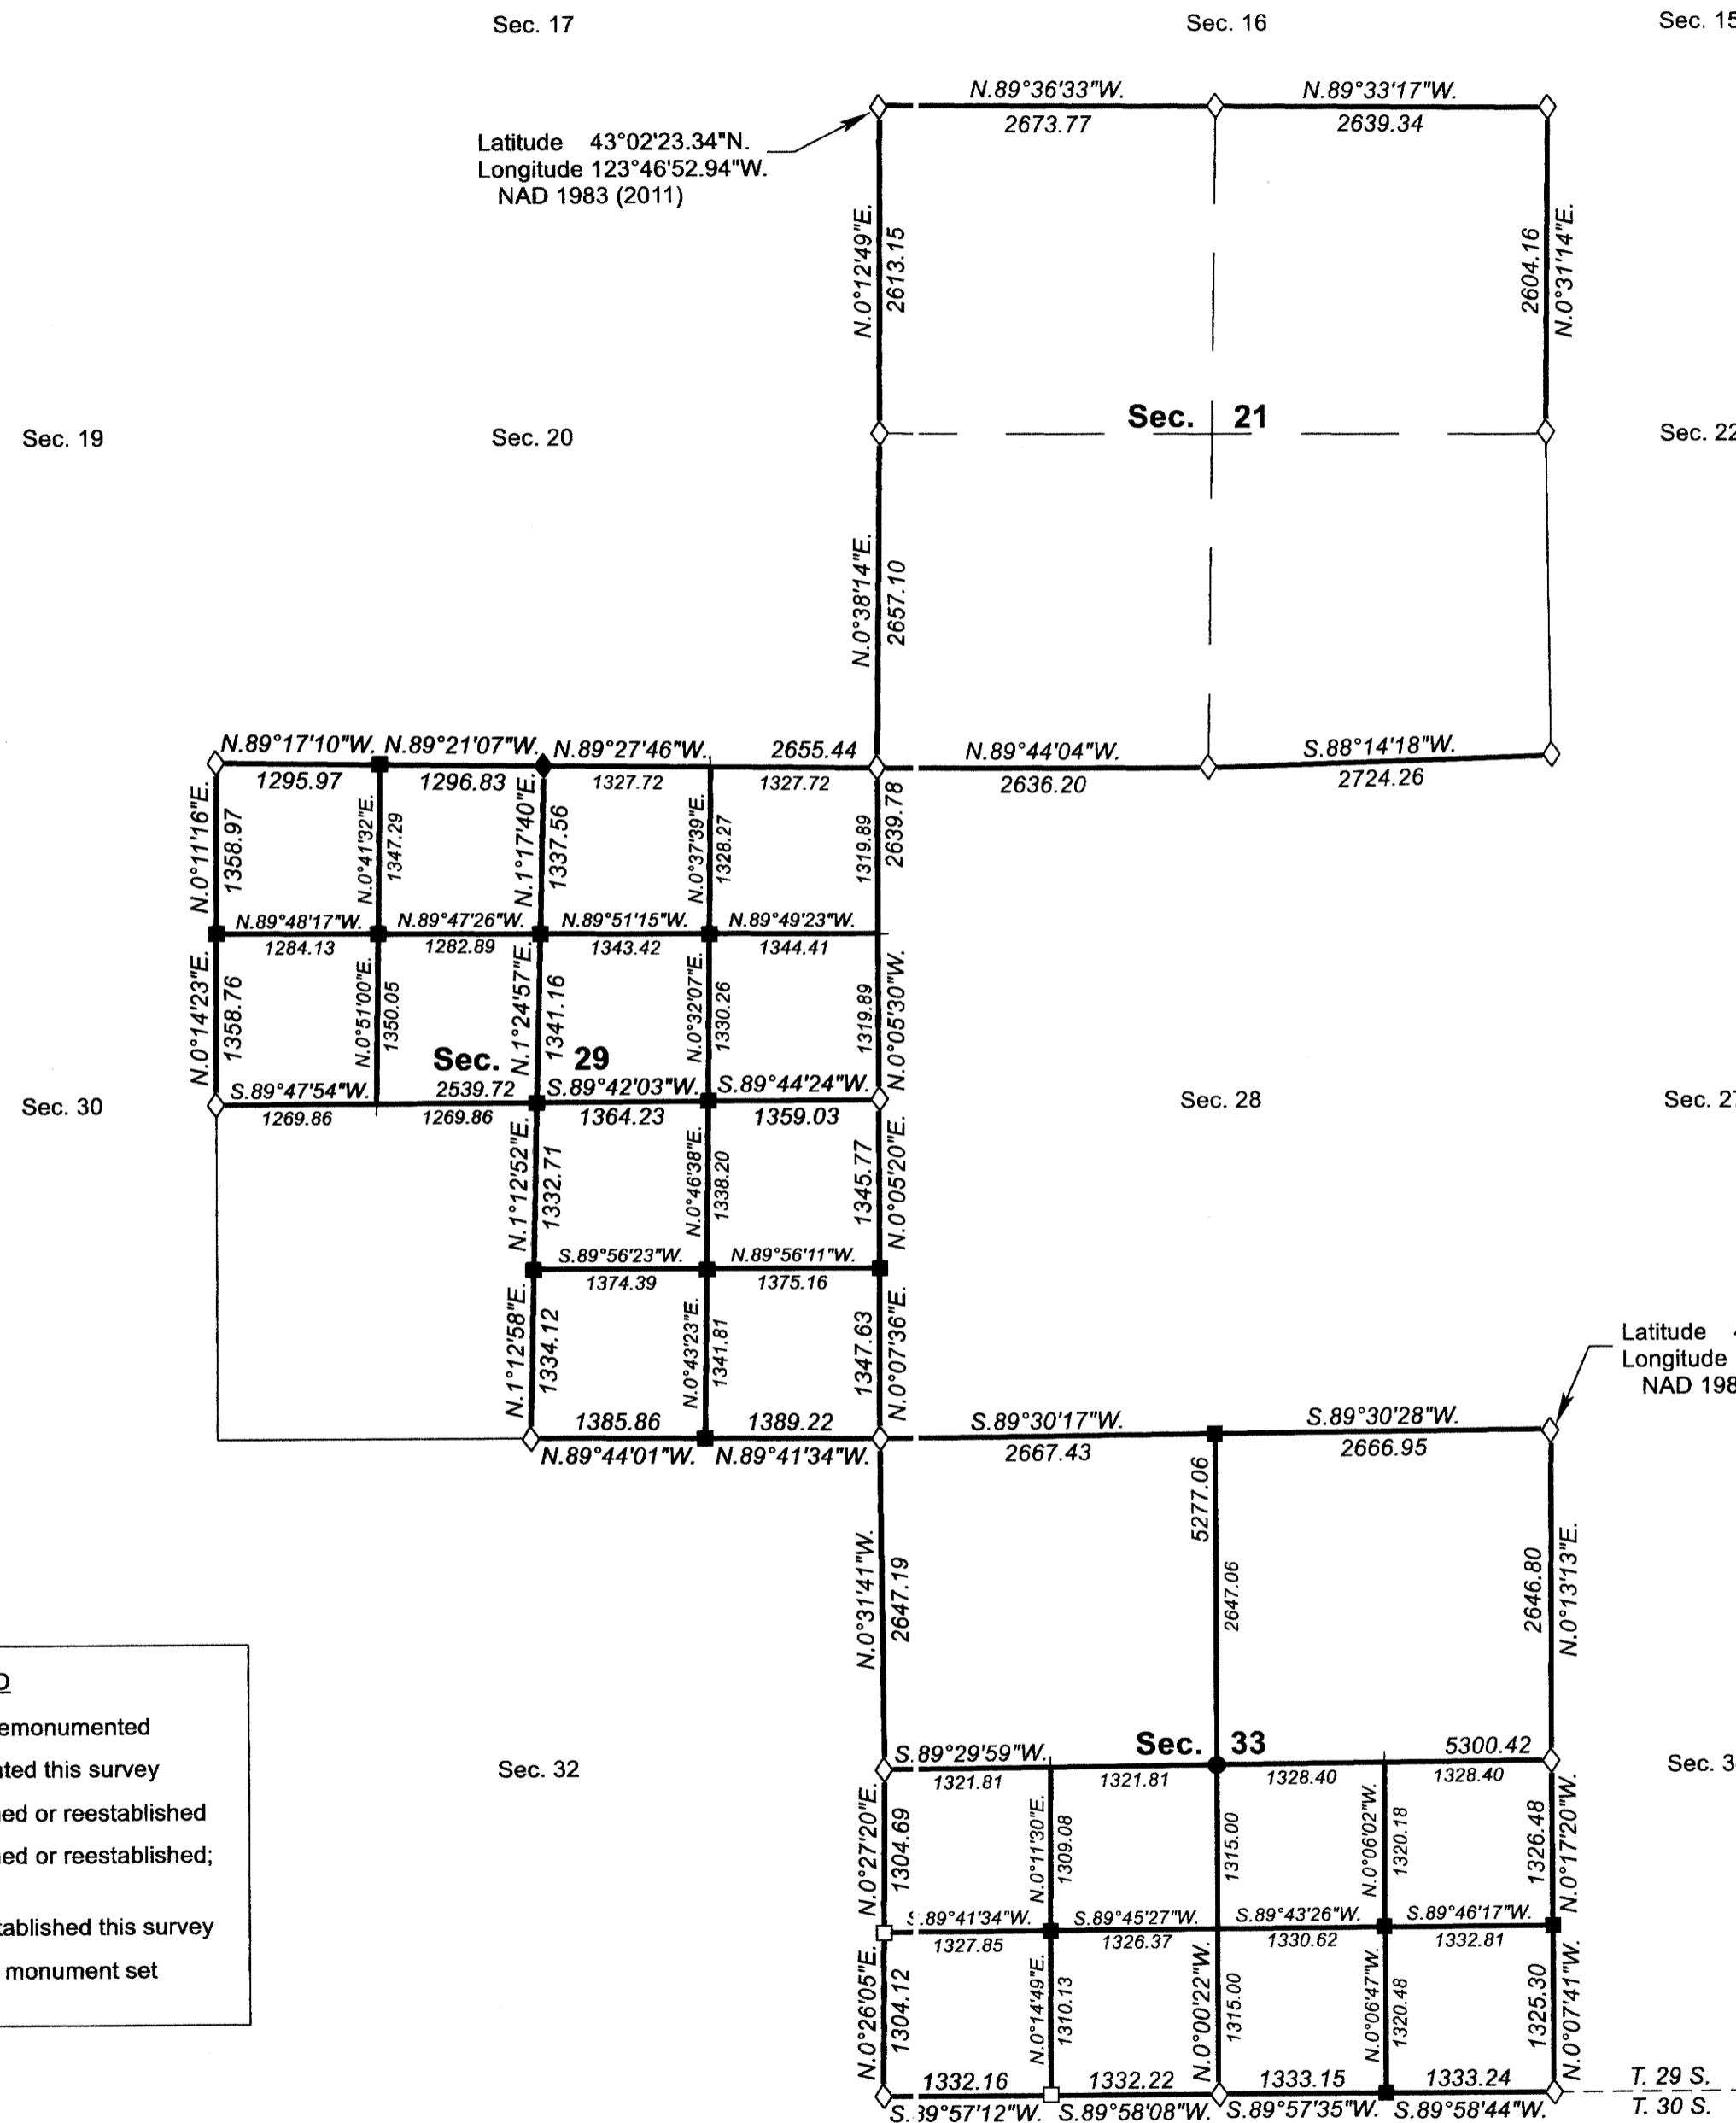 Sec. 17
Sec. 16
Sec. 15
N.89°36'33"W.
N.89°33'17"W.
2673.77
2639.34
Latitude 43°02'23.34"N.
Longitude 123°46'52.94"W.
NAD 1983 (2011)
N.0°12'49"E.
2613.15
2604.16
N.0°31'14"E.
Sec. 19
Sec. 20
Sec. 21
Sec. 22
N.0°38'14"E.
2657.10
N.89°17'10"W.
N.89°21'07"W.
N.89°27'46"W.
2655.44
N.89°44'04"W.
S.88°14'18"W.
1295.97
1296.83
1327.72
1327.72
2636.20
2724.26
N.0°11'16"E.
1358.97
N.0°41'32"E.
1347.29
N.1°17'40"E.
1337.56
N.0°37'39"E.
1328.27
1319.89
2639.78
N.89°48'17"W.
N.89°47'26"W.
N.89°51'15"W.
N.89°49'23"W.
1284.13
1282.89
1343.42
1344.41
N.0°14'23"E.
1358.76
N.0°51'00"E.
1350.05
N.1°24'57"E.
1341.16
N.0°32'07"E.
1330.26
1319.89
N.0°05'30"W.
Sec. 29
S.89°47'54"W.
2539.72
S.89°42'03"W.
S.89°44'24"W.
Sec. 30
Sec. 28
Sec. 27
1269.86
1269.86
1364.23
1359.03
N.1°12'52"E.
1332.71
N.0°46'38"E.
1338.20
1345.77
N.0°05'20"E.
S.89°56'23"W.
N.89°56'11"W.
1374.39
1375.16
N.1°12'58"E.
1334.12
N.0°43'23"E.
1341.81
1347.63
N.0°07'36"E.
Latitude 4
Longitude
NAD 198
1385.86
1389.22
S.89°30'17"W.
S.89°30'28"W.
N.89°44'01"W.
N.89°41'34"W.
2667.43
2666.95
N.0°31'41"W.
2647.19
5277.06
2647.06
2646.80
N.0°13'13"E.
D
emonumented
ted this survey
ed or reestablished
ed or reestablished;
tablished this survey
monument set
Sec. 32
S.89°29'59"W.
Sec. 33
5300.42
Sec. 3
1321.81
1321.81
1328.40
1328.40
N.0°27'20"E.
1304.69
N.0°11'30"E.
1309.08
1315.00
N.0°06'02"W.
1320.18
1326.48
N.0°17'20"W.
S.89°41'34"W.
S.89°45'27"W.
S.89°43'26"W.
S.89°46'17"W.
1327.85
1326.37
1330.62
1332.81
N.0°26'05"E.
1304.12
N.0°14'49"E.
1310.13
N.0°00'22"W.
1315.00
N.0°06'47"W.
1320.48
1325.30
N.0°07'41"W.
1332.16
1332.22
1333.15
1333.24
T. 29 S.
S.89°57'12"W.
S.89°58'08"W.
S.89°57'35"W.
S.89°58'44"W.
T. 30 S.